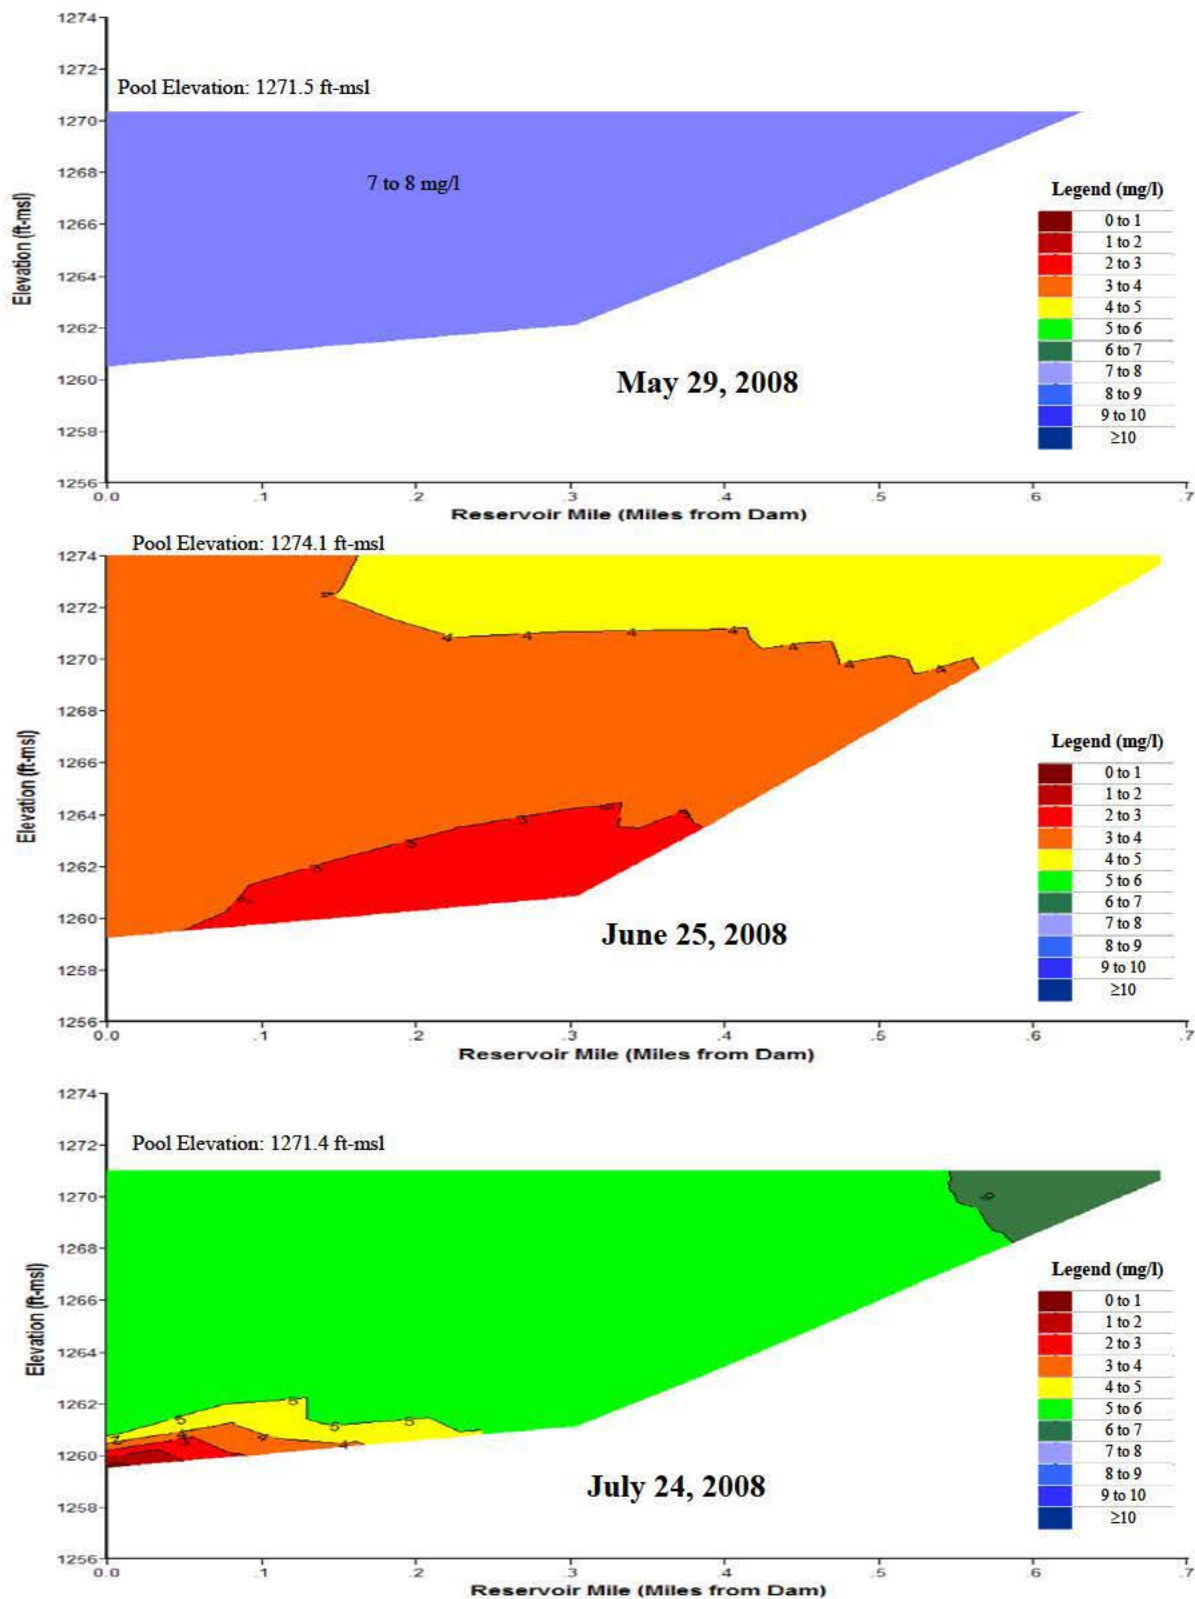 1274
1272
Pool Elevation: 1271.5 ft-msl
1270
1268
7 to 8 mg/l
1266
1264
1262
1260
1258
1256
Elevation (ft-msl)
Legend (mg/l)
0 to 1
1 to 2
2 to 3
3 to 4
4 to 5
5 to 6
6 to 7
7 to 8
8 to 9
9 to 10
≥10
May 29, 2008
0.0 .1 .2 .3 .4 .5 .6 .7
Reservoir Mile (Miles from Dam)
Pool Elevation: 1274.1 ft-msl
1274
1272
1270
1268
1266
1264
1262
1260
1258
1256
Elevation (ft-msl)
4 4 4 4 4 4 4
3 3 3
Legend (mg/l)
0 to 1
1 to 2
2 to 3
3 to 4
4 to 5
5 to 6
6 to 7
7 to 8
8 to 9
9 to 10
≥10
June 25, 2008
0.0 .1 .2 .3 .4 .5 .6 .7
Reservoir Mile (Miles from Dam)
1274
1272
Pool Elevation: 1271.4 ft-msl
1270
1268
1266
1264
1262
1260
1258
1256
Elevation (ft-msl)
6
5 5 5 5
4 4 4
Legend (mg/l)
0 to 1
1 to 2
2 to 3
3 to 4
4 to 5
5 to 6
6 to 7
7 to 8
8 to 9
9 to 10
≥10
July 24, 2008
0.0 .1 .2 .3 .4 .5 .6 .7
Reservoir Mile (Miles from Dam)